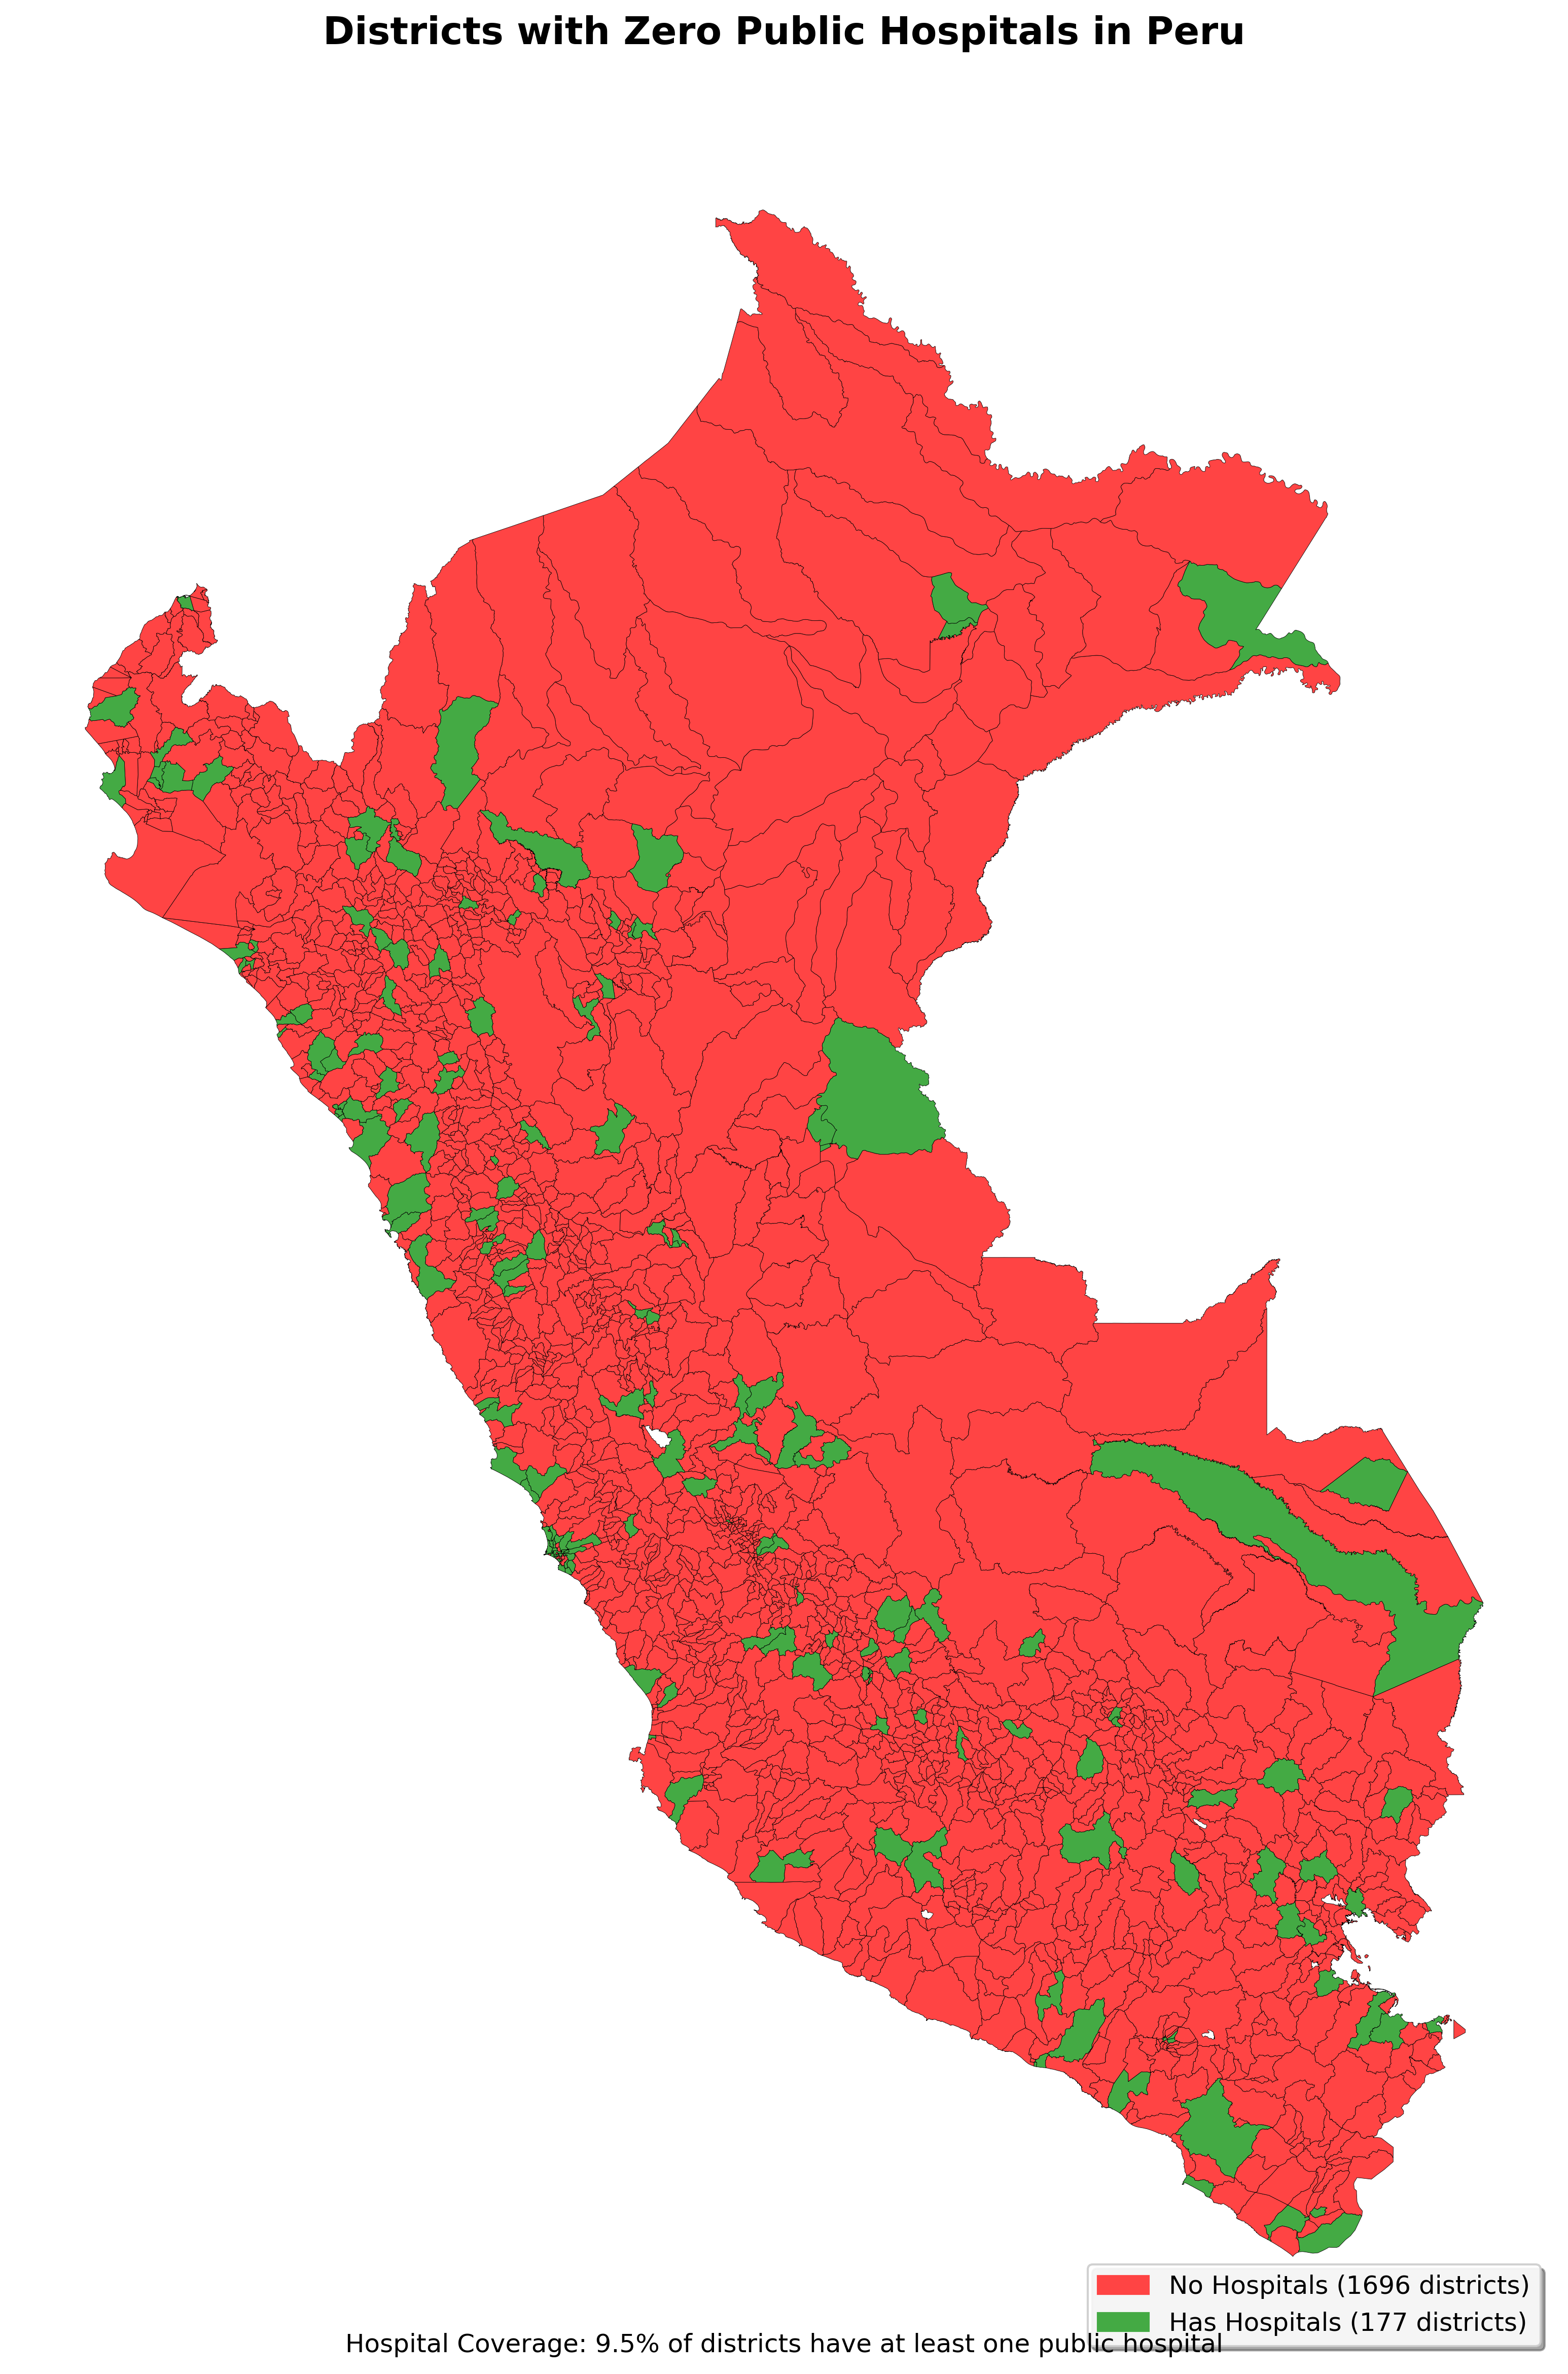 Districts with Zero Public Hospitals in Peru
No Hospitals (1696 districts)
Has Hospitals (177 districts)
Hospital Coverage: 9.5% of districts have at least one public hospital